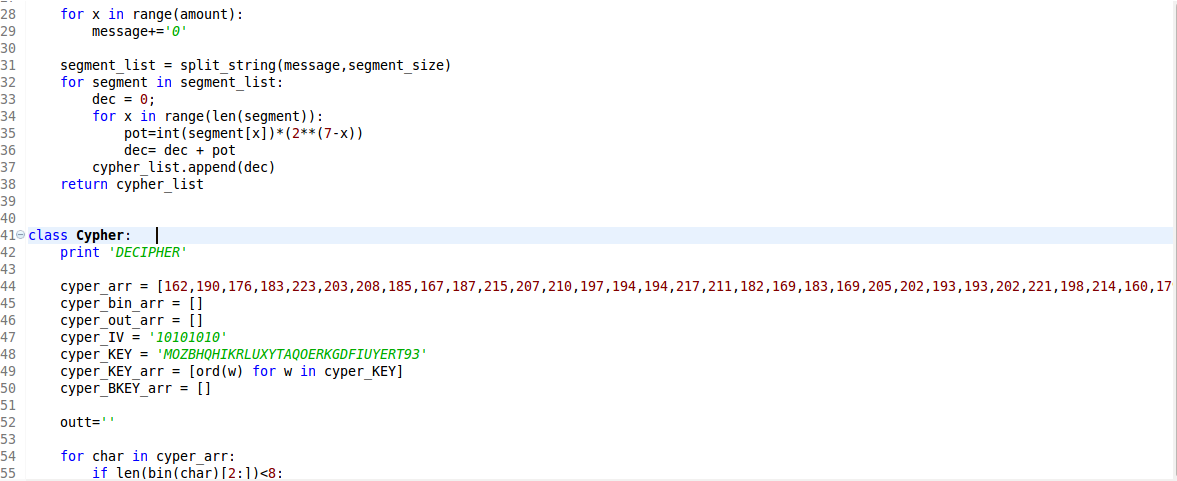 28 for x in range(amount):
29 message+='0'
30
31 segment_list = split_string(message,segment_size)
32 for segment in segment_list:
33 dec = 0;
34 for x in range(len(segment)):
35 pot=int(segment[x])*(2**(7-x))
36 dec= dec + pot
37 cypher_list.append(dec)
38 return cypher_list
39
40
41 class Cypher:
42 print 'DECIPHER'
43
44 cyper_arr = [162,190,176,183,223,203,208,185,167,187,215,207,210,197,194,194,217,211,182,169,183,169,205,202,193,193,202,221,198,214,160,17
45 cyper_bin_arr = []
46 cyper_out_arr = []
47 cyper_IV = '10101010'
48 cyper_KEY = 'MOZBHQHIKRLUXYTAQOERKGDFIUYERT93'
49 cyper_KEY_arr = [ord(w) for w in cyper_KEY]
50 cyper_BKEY_arr = []
51
52 outt=''
53
54 for char in cyper_arr:
55 if len(bin(char)[2:])<8: